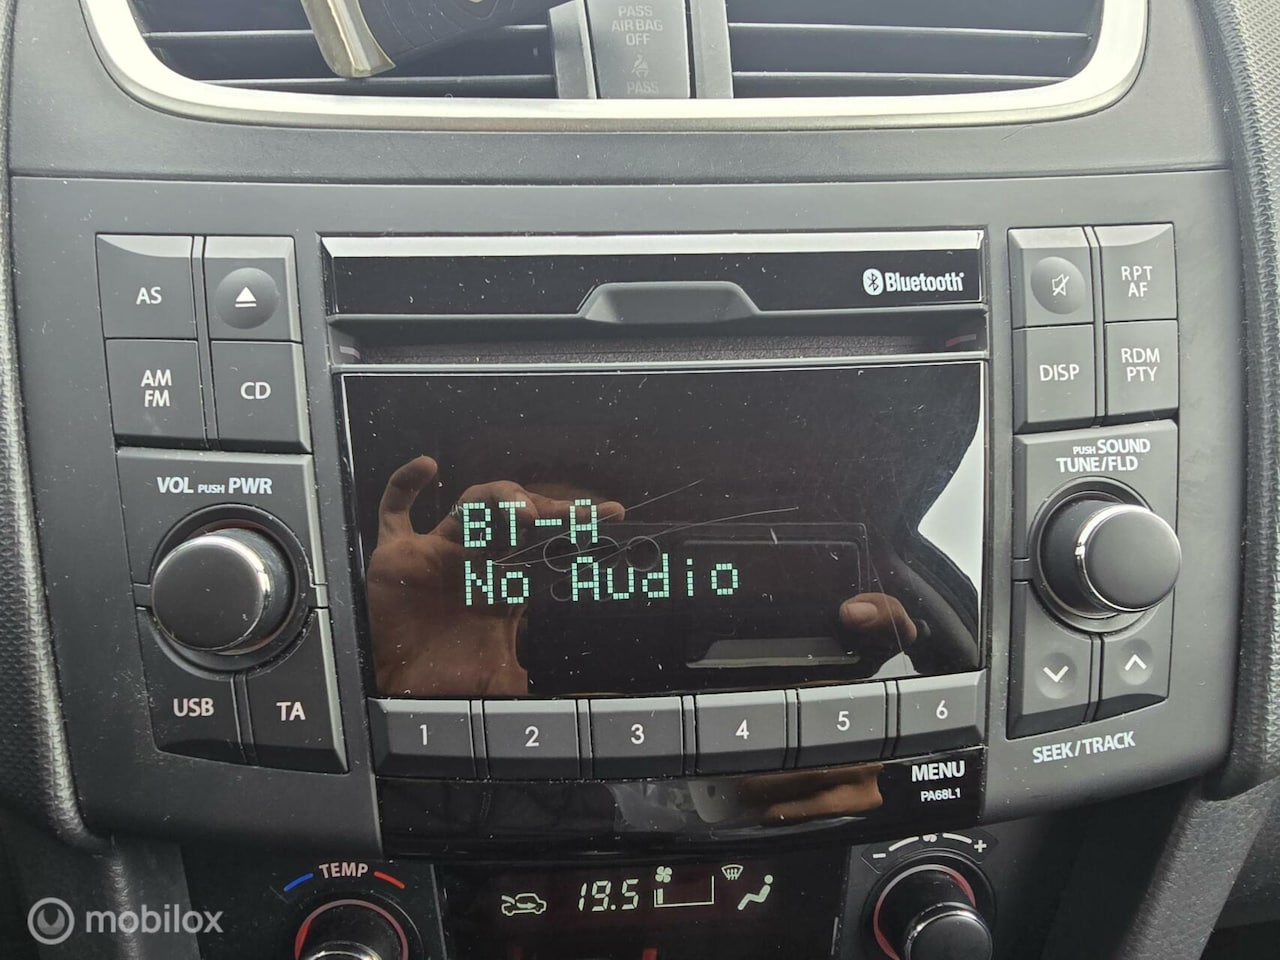 PASS
AIR BAG
OFF
PASS
Bluetooth
AS
AM
FM
CD
RPT
AF
DISP
RDM
PTY
VOL PUSH PWR
PUSH SOUND
TUNE/FLD
BT-A
No Audio
USB
TA
1 2 3 4 5 6
SEEK/TRACK
MENU
PA68L1
TEMP
19.5
- +
mobilox